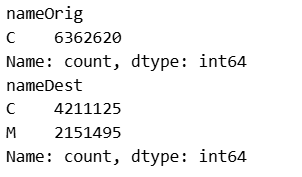 nameOrig
C    6362620
Name: count, dtype: int64
nameDest
C    4211125
M    2151495
Name: count, dtype: int64